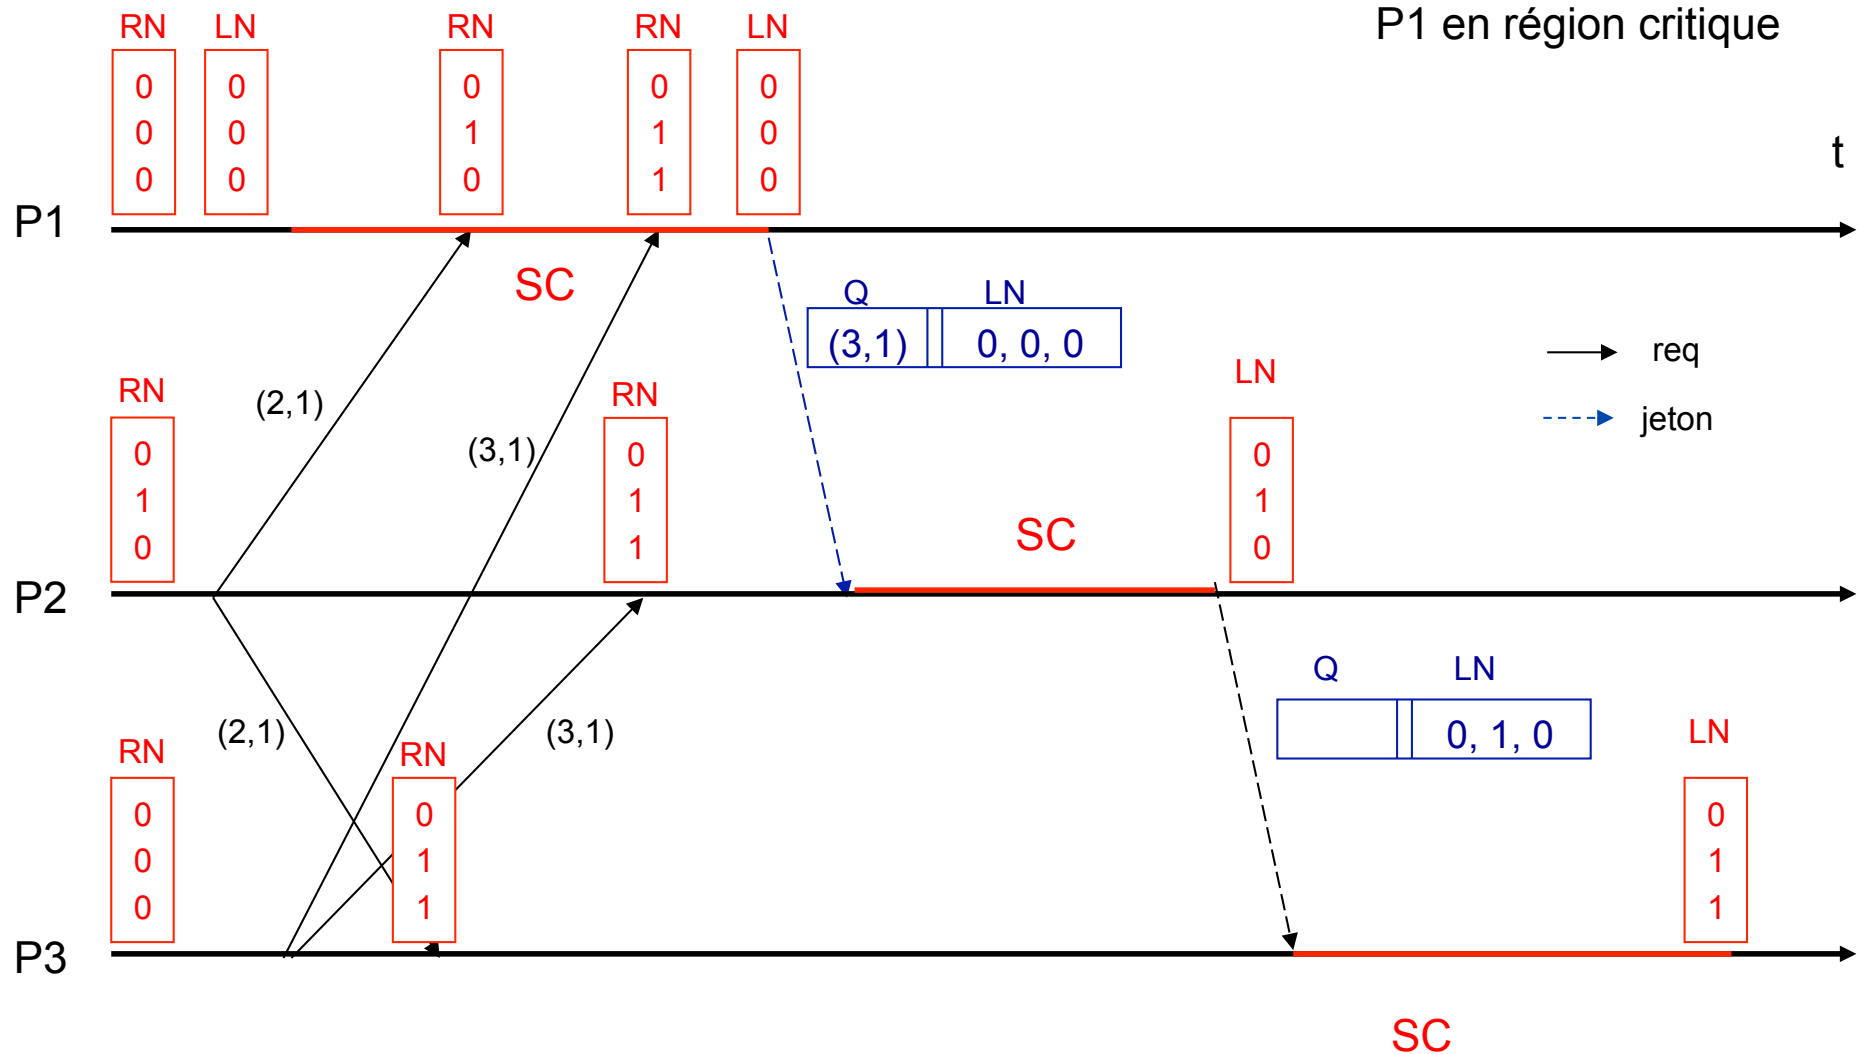 P1 en région critique
RN LN RN RN LN
0 0 0 0 0
0 0 1 1 0
0 0 0 1 0
t
P1
SC
Q LN
(3,1) 0, 0, 0
req
jeton
(2,1)
(3,1)
RN RN LN
0 0 0
1 1 1
0 1 0
SC
P2
Q LN
0, 1, 0
(2,1)
(3,1)
RN RN LN
0 0 0
0 1 1
0 1 1
P3
SC